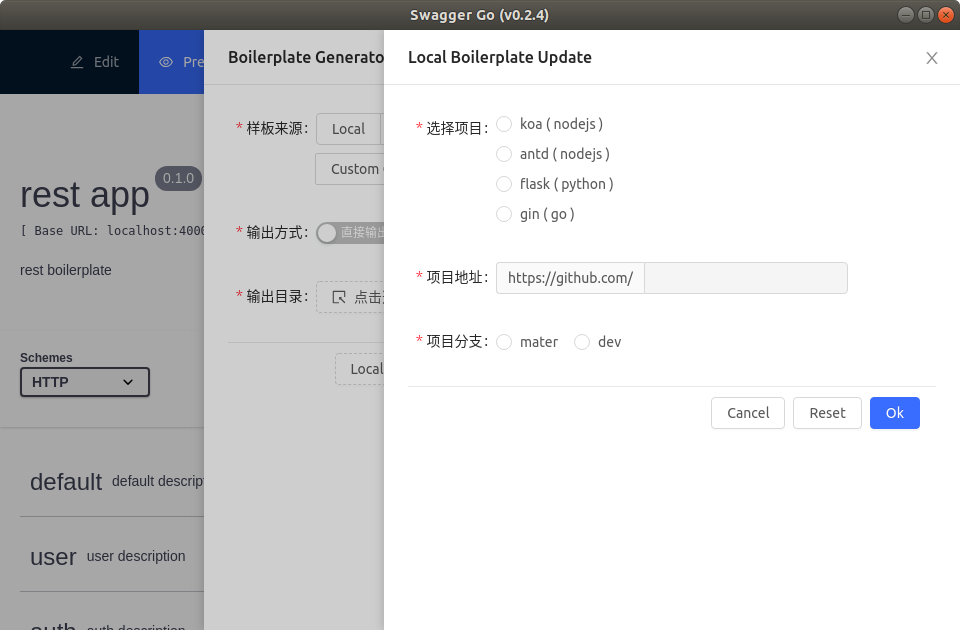 Swagger Go (v0.2.4)
Edit
Pre
rest app 0.1.0
[ Base URL: localhost:4000
rest boilerplate
Schemes
HTTP
default default descript
user user description
auth auth description
Boilerplate Generato
* 样板来源: Local
Custom
* 输出方式: 直接输出
* 输出目录: 点击
Local
Local Boilerplate Update
* 选择项目: koa ( nodejs )
antd ( nodejs )
flask ( python )
gin ( go )
* 项目地址: https://github.com/
* 项目分支: mater dev
Cancel Reset Ok